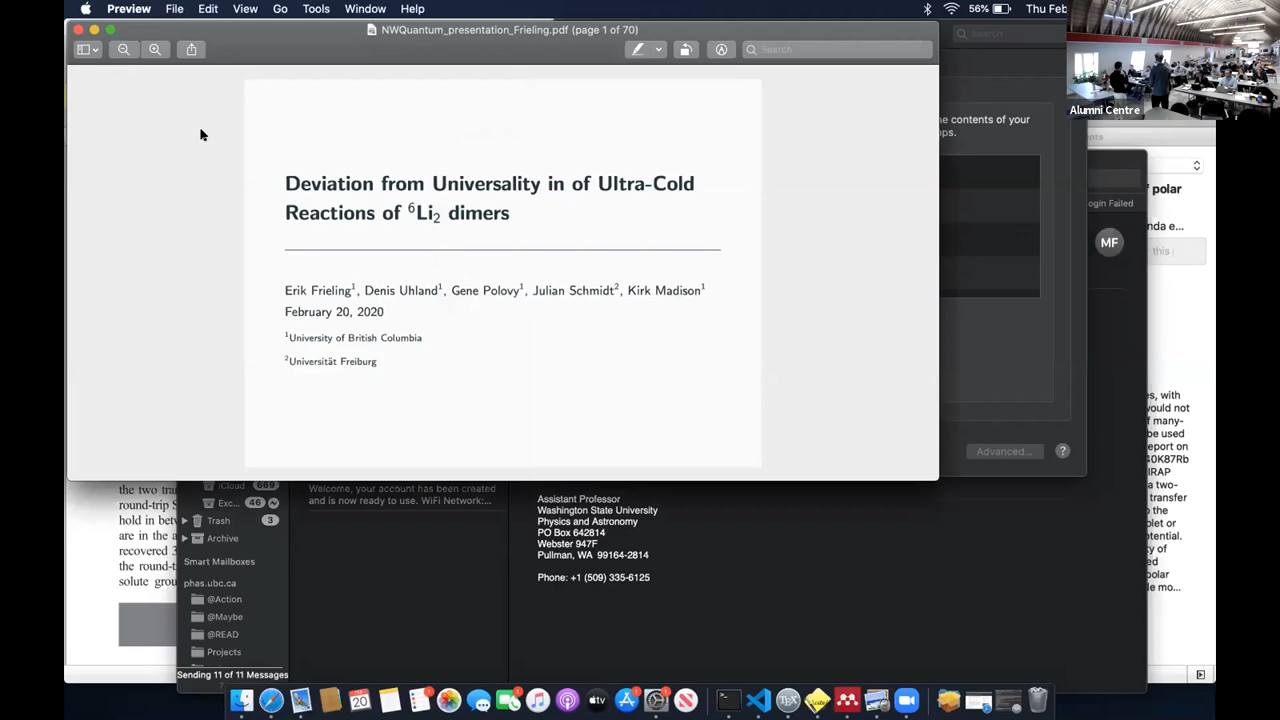 Preview File Edit View Go Tools Window Help
56% Thu Feb
NWQuantum_presentation_Frieling.pdf (page 1 of 70)
Search
Search
Alumni Centre
Deviation from Universality in of Ultra-Cold
Reactions of ⁶Li₂ dimers
Erik Frieling¹, Denis Uhland¹, Gene Polovy¹, Julian Schmidt², Kirk Madison¹
February 20, 2020
¹University of British Columbia
²Universität Freiburg
the contents of your
ogin Failed
MF
f polar
this
es, with
would not
f many-
be used
eport on
40K87Rb
IRAP
a two-
transfer
o the
plet or
otential.
ty of
ed
polar
le mo...
Advanced...
?
the two tra
round-trip S
hold in betw
are in the a
recovered 3
the round-t
solute grou
iCloud 689
Exc... 46
Trash 3
Archive
Smart Mailboxes
phas.ubc.ca
@Action
@Maybe
@READ
Projects
Sending 11 of 11 Messages
Welcome, your account has been created
and is now ready to use. WiFi Network:...
Assistant Professor
Washington State University
Physics and Astronomy
PO Box 642814
Webster 947F
Pullman, WA 99164-2814
Phone: +1 (509) 335-6125